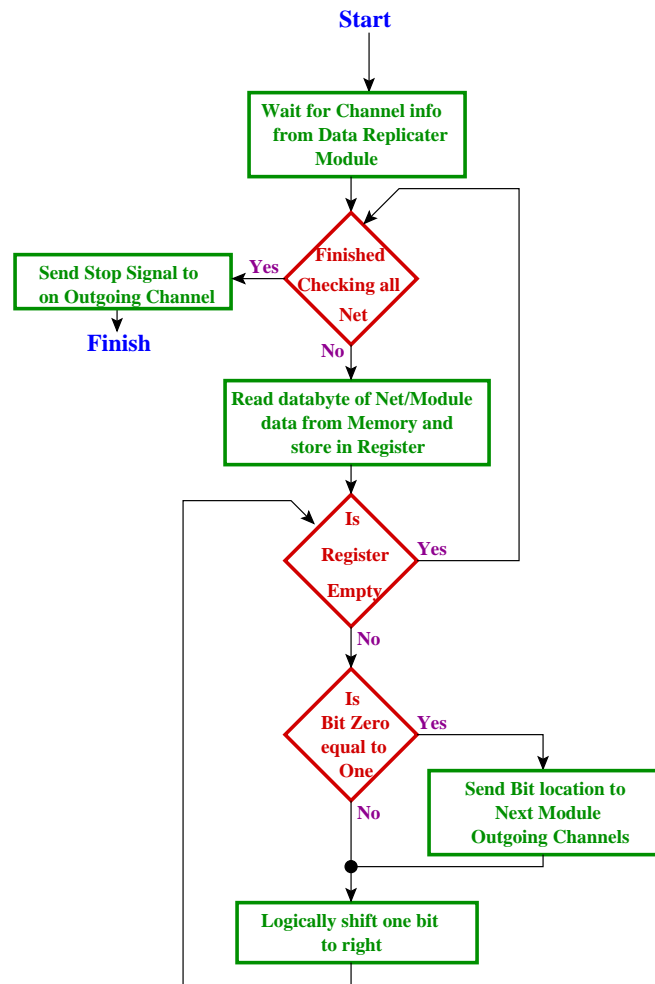 Start
Wait for Channel info
from Data Replicater
Module
Finished
Checking all
Net
Yes
Send Stop Signal to
on Outgoing Channel
Finish
No
Read databyte of Net/Module
data from Memory and
store in Register
Is
Register
Empty
Yes
No
Is
Bit Zero
equal to
One
Yes
Send Bit location to
Next Module
Outgoing Channels
No
Logically shift one bit
to right